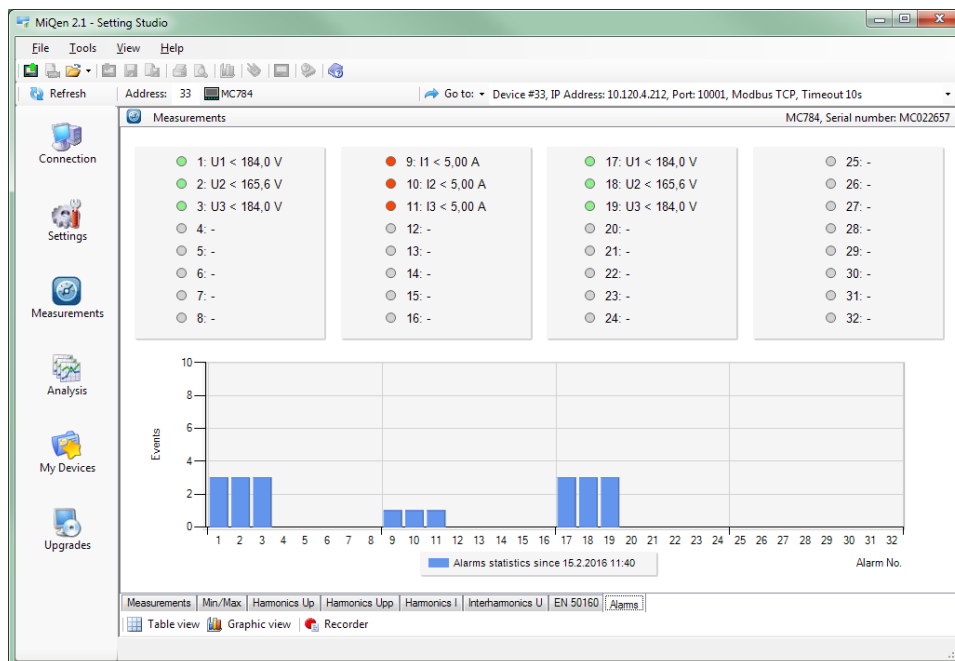 MiQen 2.1 - Setting Studio
File Tools View Help
Refresh Address: 33 MC784 Go to: Device #33, IP Address: 10.120.4.212, Port: 10001, Modbus TCP, Timeout 10s
Measurements MC784, Serial number: MC022657
Connection
Settings
Measurements
Analysis
My Devices
Upgrades
1: U1 < 184,0 V
2: U2 < 165,6 V
3: U3 < 184,0 V
4: -
5: -
6: -
7: -
8: -
9: I1 < 5,00 A
10: I2 < 5,00 A
11: I3 < 5,00 A
12: -
13: -
14: -
15: -
16: -
17: U1 < 184,0 V
18: U2 < 165,6 V
19: U3 < 184,0 V
20: -
21: -
22: -
23: -
24: -
25: -
26: -
27: -
28: -
29: -
30: -
31: -
32: -
Events
10
8
6
4
2
0
1 2 3 4 5 6 7 8 9 10 11 12 13 14 15 16 17 18 19 20 21 22 23 24 25 26 27 28 29 30 31 32
Alarms statistics since 15.2.2016 11:40
Alarm No.
Measurements Min/Max Harmonics Up Harmonics Upp Harmonics I Interharmonics U EN 50160 Alarms
Table view Graphic view Recorder